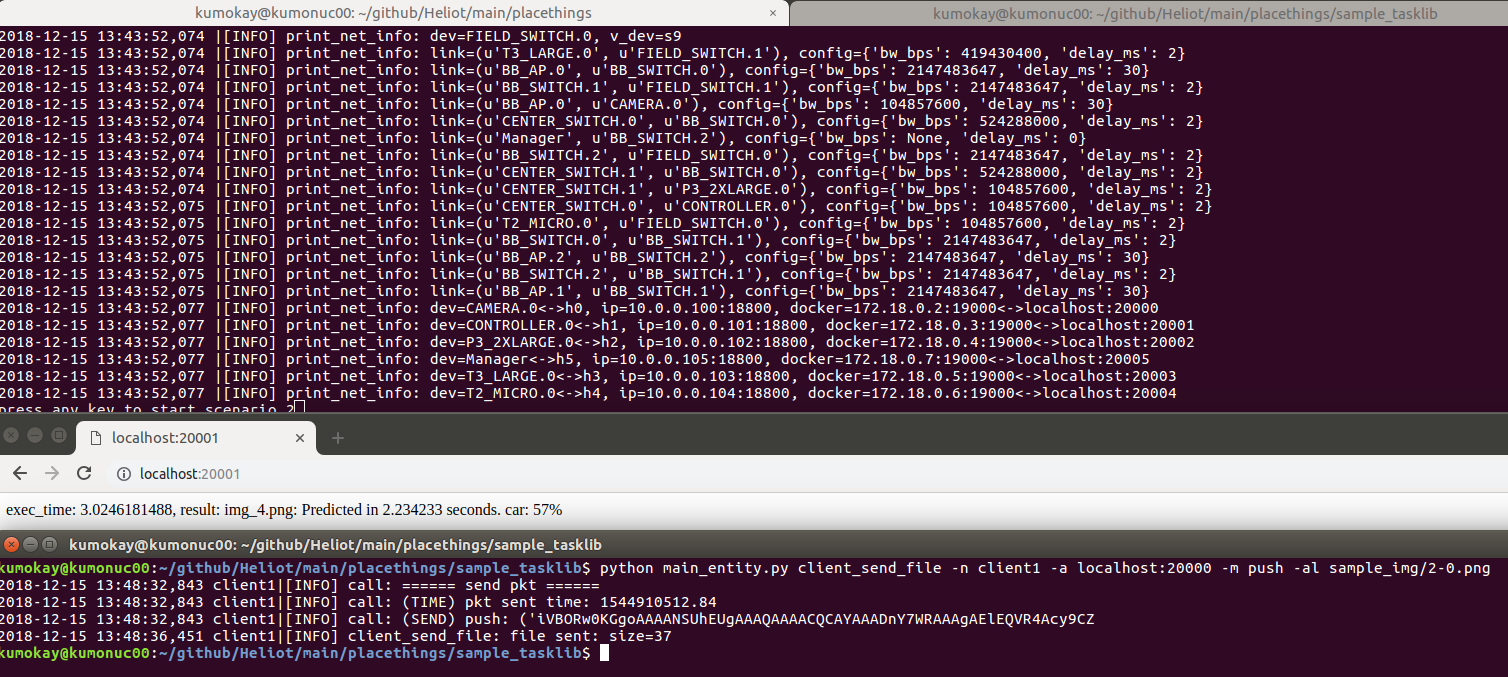 kumokay@kumonuc00: ~/github/Heliot/main/placethings × kumokay@kumonuc00: ~/github/Heliot/main/placethings/sample_tasklib
2018-12-15 13:43:52,074 |[INFO] print_net_info: dev=FIELD_SWITCH.0, v_dev=s9
2018-12-15 13:43:52,074 |[INFO] print_net_info: link=(u'T3_LARGE.0', u'FIELD_SWITCH.1'), config={'bw_bps': 419430400, 'delay_ms': 2}
2018-12-15 13:43:52,074 |[INFO] print_net_info: link=(u'BB_AP.0', u'BB_SWITCH.0'), config={'bw_bps': 2147483647, 'delay_ms': 30}
2018-12-15 13:43:52,074 |[INFO] print_net_info: link=(u'BB_SWITCH.1', u'FIELD_SWITCH.1'), config={'bw_bps': 2147483647, 'delay_ms': 2}
2018-12-15 13:43:52,074 |[INFO] print_net_info: link=(u'BB_AP.0', u'CAMERA.0'), config={'bw_bps': 104857600, 'delay_ms': 30}
2018-12-15 13:43:52,074 |[INFO] print_net_info: link=(u'CENTER_SWITCH.0', u'BB_SWITCH.0'), config={'bw_bps': 524288000, 'delay_ms': 2}
2018-12-15 13:43:52,074 |[INFO] print_net_info: link=(u'Manager', u'BB_SWITCH.2'), config={'bw_bps': None, 'delay_ms': 0}
2018-12-15 13:43:52,074 |[INFO] print_net_info: link=(u'BB_SWITCH.2', u'FIELD_SWITCH.0'), config={'bw_bps': 2147483647, 'delay_ms': 2}
2018-12-15 13:43:52,074 |[INFO] print_net_info: link=(u'CENTER_SWITCH.1', u'BB_SWITCH.0'), config={'bw_bps': 524288000, 'delay_ms': 2}
2018-12-15 13:43:52,074 |[INFO] print_net_info: link=(u'CENTER_SWITCH.1', u'P3_2XLARGE.0'), config={'bw_bps': 104857600, 'delay_ms': 2}
2018-12-15 13:43:52,075 |[INFO] print_net_info: link=(u'CENTER_SWITCH.0', u'CONTROLLER.0'), config={'bw_bps': 104857600, 'delay_ms': 2}
2018-12-15 13:43:52,075 |[INFO] print_net_info: link=(u'T2_MICRO.0', u'FIELD_SWITCH.0'), config={'bw_bps': 104857600, 'delay_ms': 2}
2018-12-15 13:43:52,075 |[INFO] print_net_info: link=(u'BB_SWITCH.0', u'BB_SWITCH.1'), config={'bw_bps': 2147483647, 'delay_ms': 2}
2018-12-15 13:43:52,075 |[INFO] print_net_info: link=(u'BB_AP.2', u'BB_SWITCH.2'), config={'bw_bps': 2147483647, 'delay_ms': 30}
2018-12-15 13:43:52,075 |[INFO] print_net_info: link=(u'BB_SWITCH.2', u'BB_SWITCH.1'), config={'bw_bps': 2147483647, 'delay_ms': 2}
2018-12-15 13:43:52,075 |[INFO] print_net_info: link=(u'BB_AP.1', u'BB_SWITCH.1'), config={'bw_bps': 2147483647, 'delay_ms': 30}
2018-12-15 13:43:52,077 |[INFO] print_net_info: dev=CAMERA.0<->h0, ip=10.0.0.100:18800, docker=172.18.0.2:19000<->localhost:20000
2018-12-15 13:43:52,077 |[INFO] print_net_info: dev=CONTROLLER.0<->h1, ip=10.0.0.101:18800, docker=172.18.0.3:19000<->localhost:20001
2018-12-15 13:43:52,077 |[INFO] print_net_info: dev=P3_2XLARGE.0<->h2, ip=10.0.0.102:18800, docker=172.18.0.4:19000<->localhost:20002
2018-12-15 13:43:52,077 |[INFO] print_net_info: dev=Manager<->h5, ip=10.0.0.105:18800, docker=172.18.0.7:19000<->localhost:20005
2018-12-15 13:43:52,077 |[INFO] print_net_info: dev=T3_LARGE.0<->h3, ip=10.0.0.103:18800, docker=172.18.0.5:19000<->localhost:20003
2018-12-15 13:43:52,077 |[INFO] print_net_info: dev=T2_MICRO.0<->h4, ip=10.0.0.104:18800, docker=172.18.0.6:19000<->localhost:20004
press any key to start scenario 2
localhost:20001
localhost:20001
exec_time: 3.0246181488, result: img_4.png: Predicted in 2.234233 seconds. car: 57%
kumokay@kumonuc00: ~/github/Heliot/main/placethings/sample_tasklib
kumokay@kumonuc00:~/github/Heliot/main/placethings/sample_tasklib$ python main_entity.py client_send_file -n client1 -a localhost:20000 -m push -al sample_img/2-0.png
2018-12-15 13:48:32,843 client1|[INFO] call: ====== send pkt ======
2018-12-15 13:48:32,843 client1|[INFO] call: (TIME) pkt sent time: 1544910512.84
2018-12-15 13:48:32,843 client1|[INFO] call: (SEND) push: ('iVBORw0KGgoAAAANSUhEUgAAAQAAAACQCAYAAADnY7WRAAAgAElEQVR4Acy9CZ
2018-12-15 13:48:36,451 client1|[INFO] client_send_file: file sent: size=37
kumokay@kumonuc00:~/github/Heliot/main/placethings/sample_tasklib$